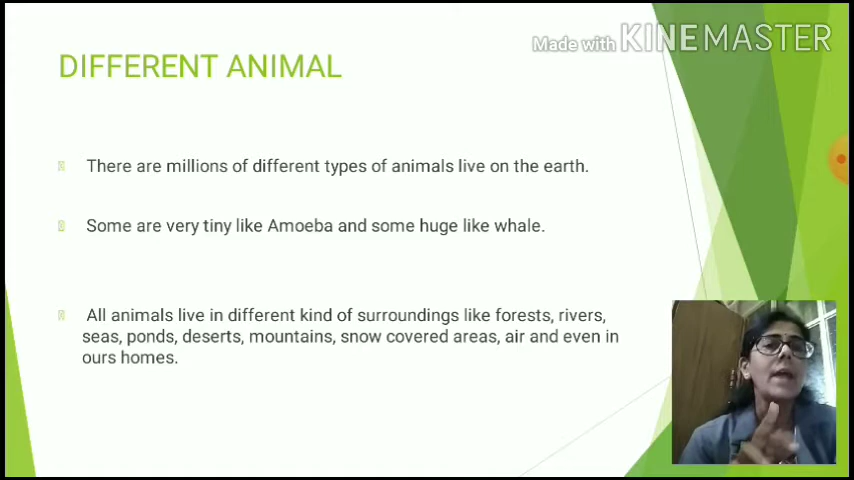 Made with KINEMASTER
DIFFERENT ANIMAL
There are millions of different types of animals live on the earth.
Some are very tiny like Amoeba and some huge like whale.
All animals live in different kind of surroundings like forests, rivers,
seas, ponds, deserts, mountains, snow covered areas, air and even in
ours homes.